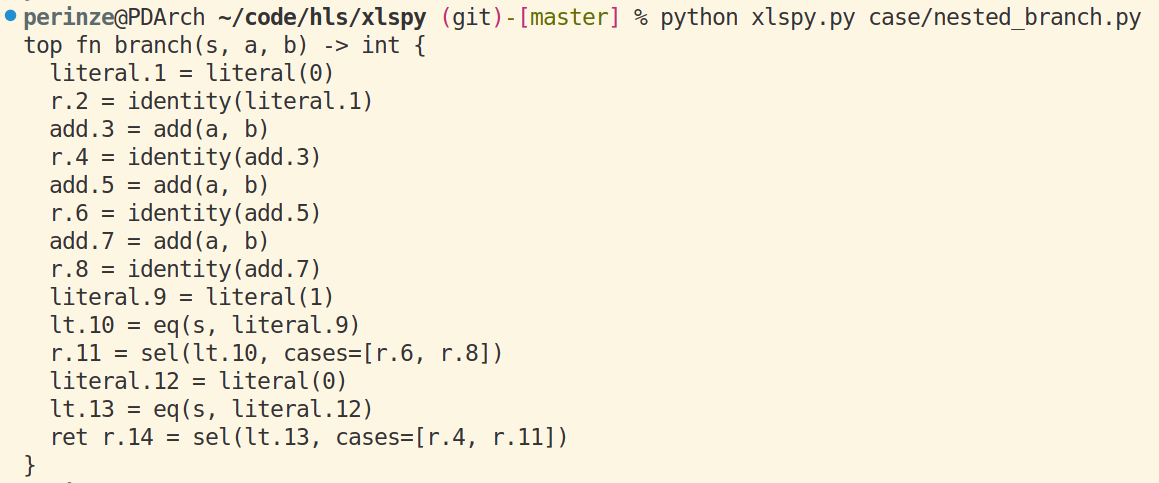 perinze@PDArch ~/code/hls/xlspy (git)-[master] % python xlspy.py case/nested_branch.py
top fn branch(s, a, b) -> int {
  literal.1 = literal(0)
  r.2 = identity(literal.1)
  add.3 = add(a, b)
  r.4 = identity(add.3)
  add.5 = add(a, b)
  r.6 = identity(add.5)
  add.7 = add(a, b)
  r.8 = identity(add.7)
  literal.9 = literal(1)
  lt.10 = eq(s, literal.9)
  r.11 = sel(lt.10, cases=[r.6, r.8])
  literal.12 = literal(0)
  lt.13 = eq(s, literal.12)
  ret r.14 = sel(lt.13, cases=[r.4, r.11])
}